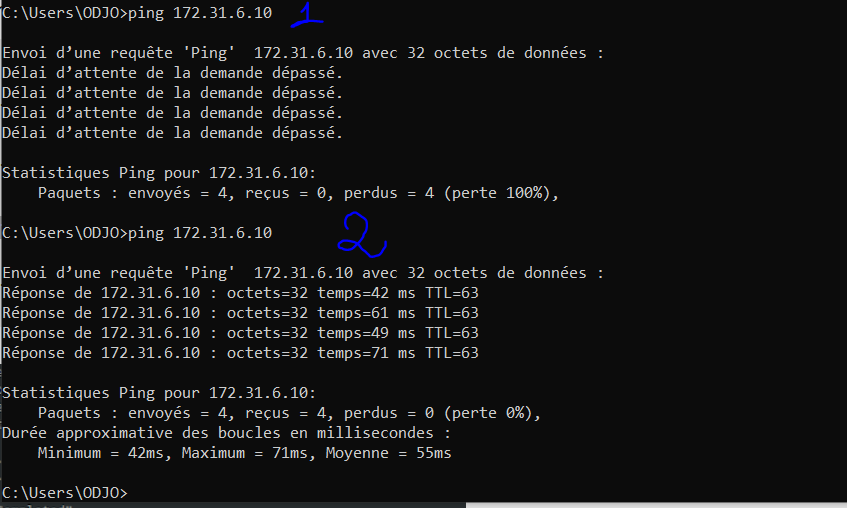 C:\Users\ODJO>ping 172.31.6.10 1
Envoi d’une requête 'Ping'  172.31.6.10 avec 32 octets de données :
Délai d’attente de la demande dépassé.
Délai d’attente de la demande dépassé.
Délai d’attente de la demande dépassé.
Délai d’attente de la demande dépassé.
Statistiques Ping pour 172.31.6.10:
    Paquets : envoyés = 4, reçus = 0, perdus = 4 (perte 100%),
C:\Users\ODJO>ping 172.31.6.10 2
Envoi d’une requête 'Ping'  172.31.6.10 avec 32 octets de données :
Réponse de 172.31.6.10 : octets=32 temps=42 ms TTL=63
Réponse de 172.31.6.10 : octets=32 temps=61 ms TTL=63
Réponse de 172.31.6.10 : octets=32 temps=49 ms TTL=63
Réponse de 172.31.6.10 : octets=32 temps=71 ms TTL=63
Statistiques Ping pour 172.31.6.10:
    Paquets : envoyés = 4, reçus = 4, perdus = 0 (perte 0%),
Durée approximative des boucles en millisecondes :
    Minimum = 42ms, Maximum = 71ms, Moyenne = 55ms
C:\Users\ODJO>